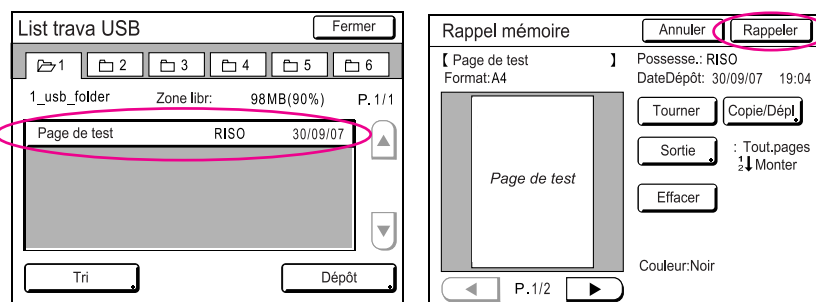 List trava USB Fermer
1 2 3 4 5 6
1_usb_folder Zone libr: 98MB(90%) P.1/1
Page de test RISO 30/09/07
Tri Dépôt
Rappel mémoire Annuler Rappeler
【 Page de test 】 Possesse.: RISO
Format:A4 DateDépôt: 30/09/07 19:04
Tourner Copie/Dépl
Sortie : Tout.pages
1 2 Monter
Page de test
Effacer
Couleur:Noir
P.1/2